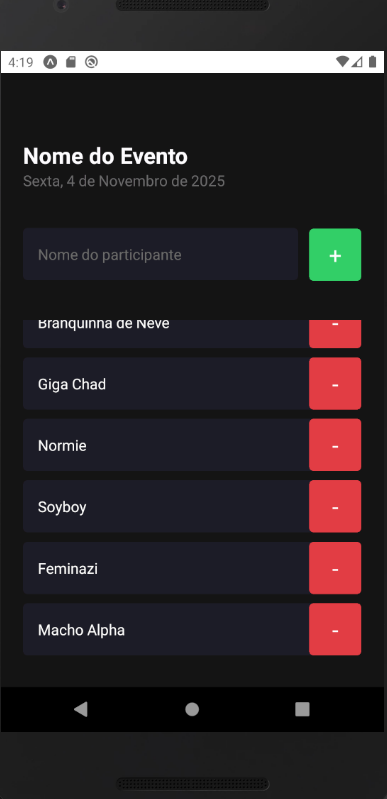 4:19
Nome do Evento
Sexta, 4 de Novembro de 2025
Nome do participante
+
Branquinha de Neve
-
Giga Chad
-
Normie
-
Soyboy
-
Feminazi
-
Macho Alpha
-